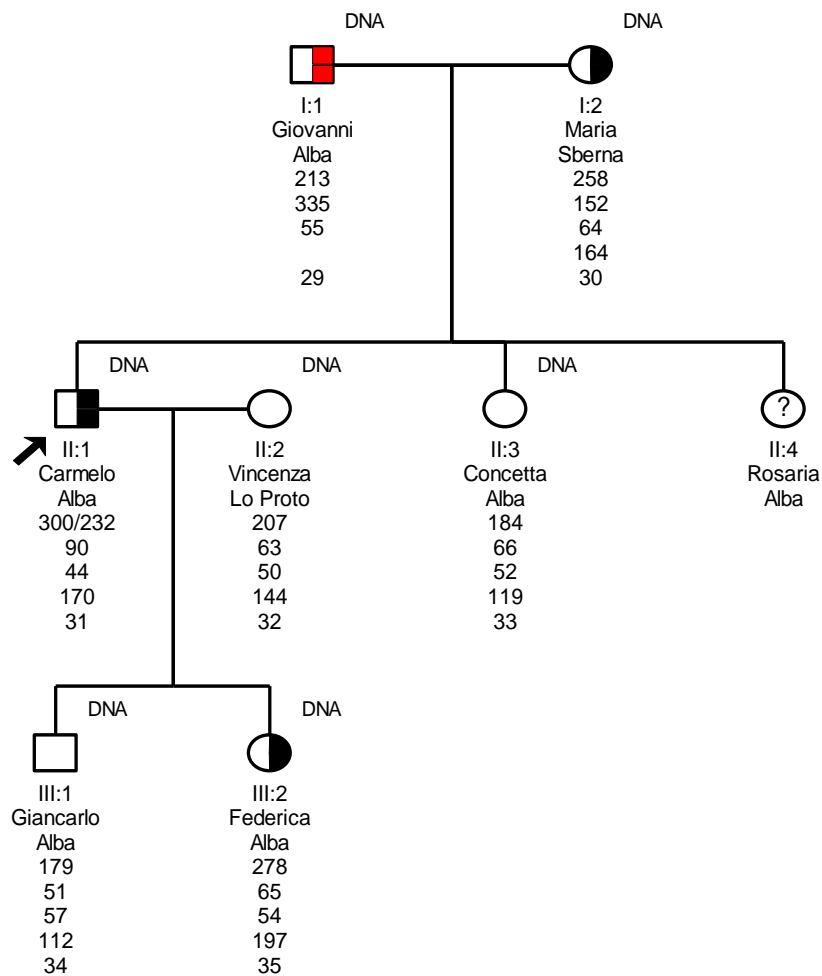 DNA
DNA
I:1
Giovanni
Alba
213
335
55
29
I:2
Maria
Sberna
258
152
64
164
30
DNA
DNA
DNA
II:1
Carmelo
Alba
300/232
90
44
170
31
II:2
Vincenza
Lo Proto
207
63
50
144
32
II:3
Concetta
Alba
184
66
52
119
33
?
II:4
Rosaria
Alba
DNA
DNA
III:1
Giancarlo
Alba
179
51
57
112
34
III:2
Federica
Alba
278
65
54
197
35